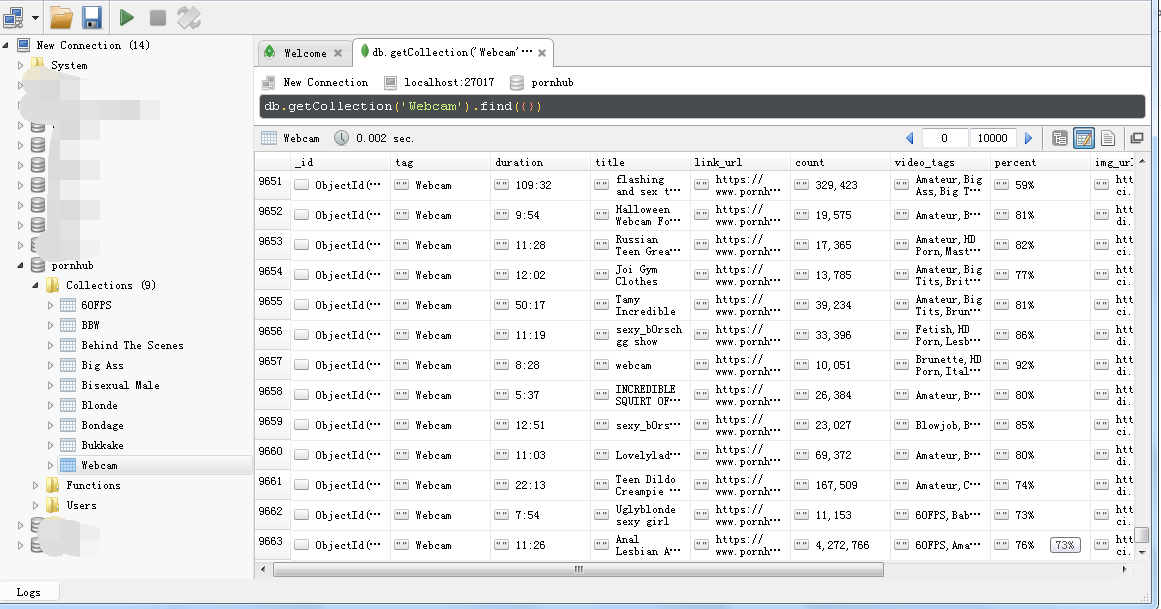 New Connection (14)
System
pornhub
Collections (9)
60FPS
BBW
Behind The Scenes
Big Ass
Bisexual Male
Blonde
Bondage
Bukkake
Webcam
Functions
Users
Logs
Welcome
db.getCollection('Webcam'···
New Connection localhost:27017 pornhub
db.getCollection('Webcam').find({})
Webcam 0.002 sec. 0 10000
_id tag duration title link_url count video_tags percent img_url
9651 ObjectId(··· Webcam 109:32 flashing and sex t··· https://www.pornh··· 329,423 Amateur,Big Ass,Big T··· 59% htt ci.
9652 ObjectId(··· Webcam 9:54 Halloween Webcam Fo··· https://www.pornh··· 19,575 Amateur,B··· 81% htt di.
9653 ObjectId(··· Webcam 11:28 Russian Teen Grea··· https://www.pornh··· 17,365 Amateur,HD Porn,Mast··· 82% htt ci.
9654 ObjectId(··· Webcam 12:02 Joi Gym Clothes https://www.pornh··· 13,785 Amateur,Big Tits,Brit··· 77% htt di.
9655 ObjectId(··· Webcam 50:17 Tamy Incredible https://www.pornh··· 39,234 Amateur,Big Tits,Brun··· 81% htt di.
9656 ObjectId(··· Webcam 11:19 sexy_b0rsch gg show https://www.pornh··· 33,396 Fetish,HD Porn,Lesb··· 86% htt di.
9657 ObjectId(··· Webcam 8:28 webcam https://www.pornh··· 10,051 Brunette,HD Porn,Ital··· 92% htt ci.
9658 ObjectId(··· Webcam 5:37 INCREDIBLE SQUIRT OF··· https://www.pornh··· 26,384 Amateur,B··· 80% htt di.
9659 ObjectId(··· Webcam 12:51 sexy_b0rs··· https://www.pornh··· 23,027 Blowjob,B··· 85% htt ci.
9660 ObjectId(··· Webcam 11:03 Lovelylad··· https://www.pornh··· 69,372 Amateur,B··· 80% htt di.
9661 ObjectId(··· Webcam 22:13 Teen Dildo Creampie ··· https://www.pornh··· 167,509 Amateur,C··· 74% htt di.
9662 ObjectId(··· Webcam 7:54 Uglyblonde sexy girl https://www.pornh··· 11,153 60FPS,Bab··· 73% htt di.
9663 ObjectId(··· Webcam 11:26 Anal Lesbian A··· https://www.pornh··· 4,272,766 60FPS,Ama··· 76% 73% htt ci.